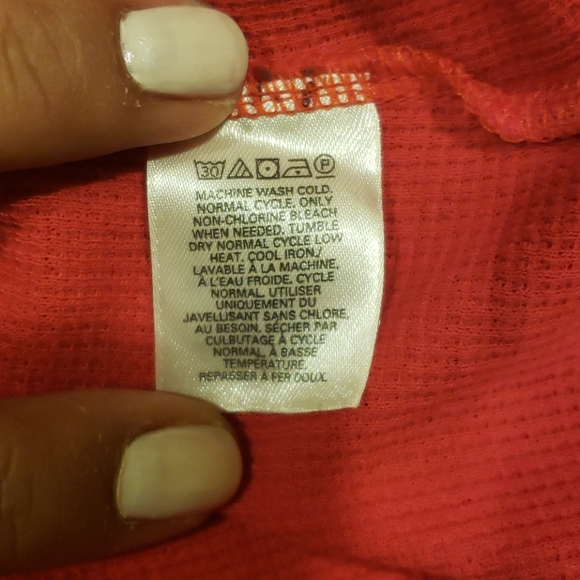 30 P
MACHINE WASH COLD.
NORMAL CYCLE. ONLY
NON-CHLORINE BLEACH
WHEN NEEDED. TUMBLE
DRY NORMAL CYCLE LOW
HEAT. COOL IRON./
LAVABLE À LA MACHINE,
À L'EAU FROIDE. CYCLE
NORMAL. UTILISER
UNIQUEMENT DU
JAVELLISANT SANS CHLORE,
AU BESOIN. SÉCHER PAR
CULBUTAGE À CYCLE
NORMAL, À BASSE
TEMPÉRATURE.
REPASSER À FER DOUX.